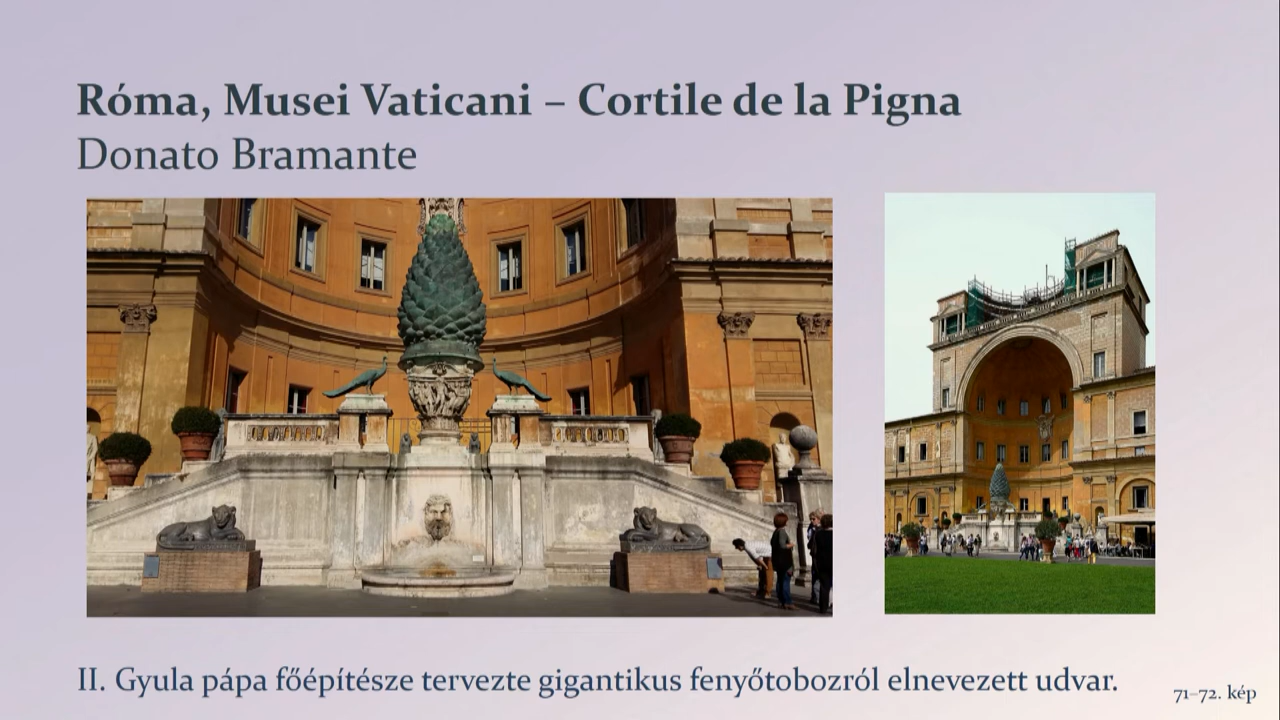 Róma, Musei Vaticani – Cortile de la Pigna
Donato Bramante
II. Gyula pápa főépítésze tervezte gigantikus fenyőtobozról elnevezett udvar.
71–72. kép